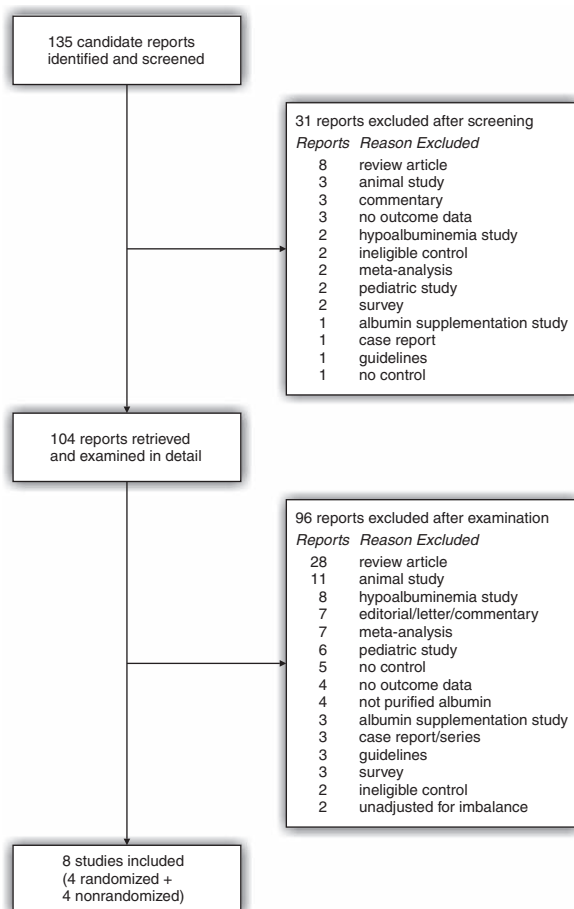 135 candidate reports
identified and screened
31 reports excluded after screening
Reports Reason Excluded
8 review article
3 animal study
3 commentary
3 no outcome data
2 hypoalbuminemia study
2 ineligible control
2 meta-analysis
2 pediatric study
2 survey
1 albumin supplementation study
1 case report
1 guidelines
1 no control
104 reports retrieved
and examined in detail
96 reports excluded after examination
Reports Reason Excluded
28 review article
11 animal study
8 hypoalbuminemia study
7 editorial/letter/commentary
7 meta-analysis
6 pediatric study
5 no control
4 no outcome data
4 not purified albumin
3 albumin supplementation study
3 case report/series
3 guidelines
3 survey
2 ineligible control
2 unadjusted for imbalance
8 studies included
(4 randomized +
4 nonrandomized)